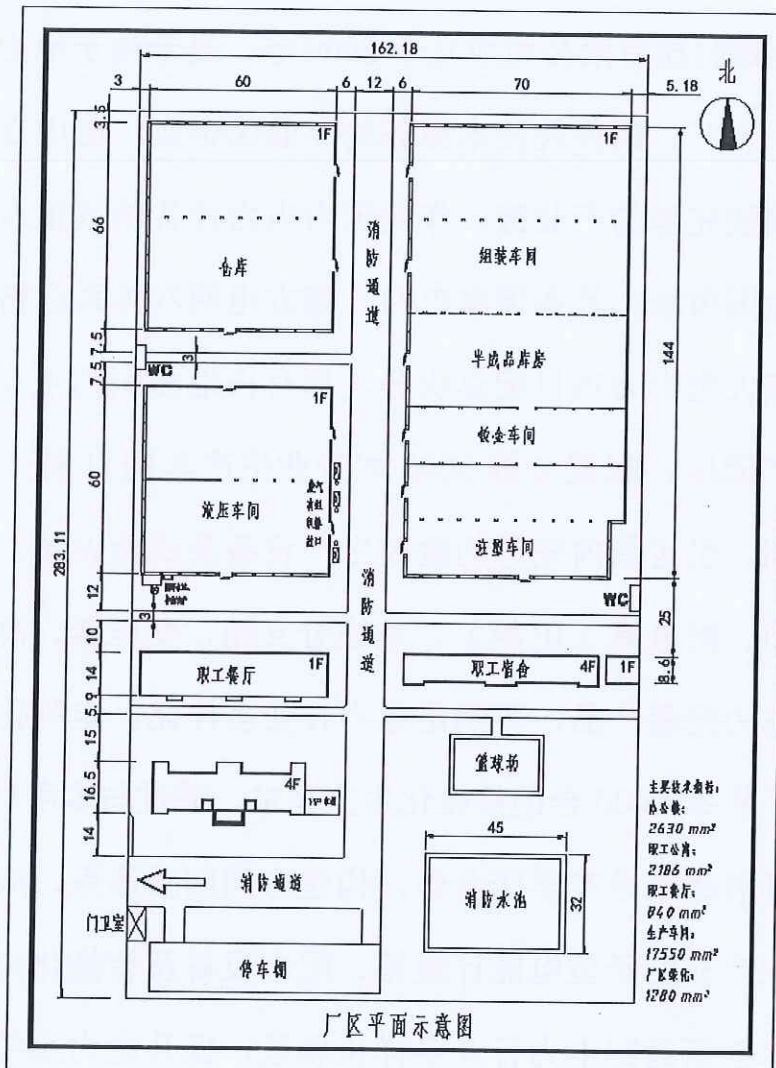 162.18
北
3
60
6
12
6
70
5.18
3.5
1F
1F
66
消防通道
仓库
组装车间
半成品库房
144
7.5
7.5
3
WC
1F
钣金车间
60
液压车间
注塑车间
283.11
12
消防通道
WC
3
25
10
14
职工餐厅
1F
职工宿舍
4F
1F
8.6
5.9
15
篮球场
16.5
4F
14
45
消防通道
消防水池
32
门卫室
停车棚
主要技术指标:
办公楼:
2630 mm²
职工公寓:
2186 mm²
职工餐厅:
840 mm²
生产车间:
17550 mm²
厂区绿化:
1280 mm²
厂区平面示意图